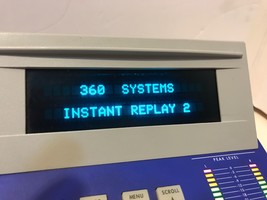 360 SYSTEMS
INSTANT REPLAY 2
PEAK LEVEL
MENU
SCROLL